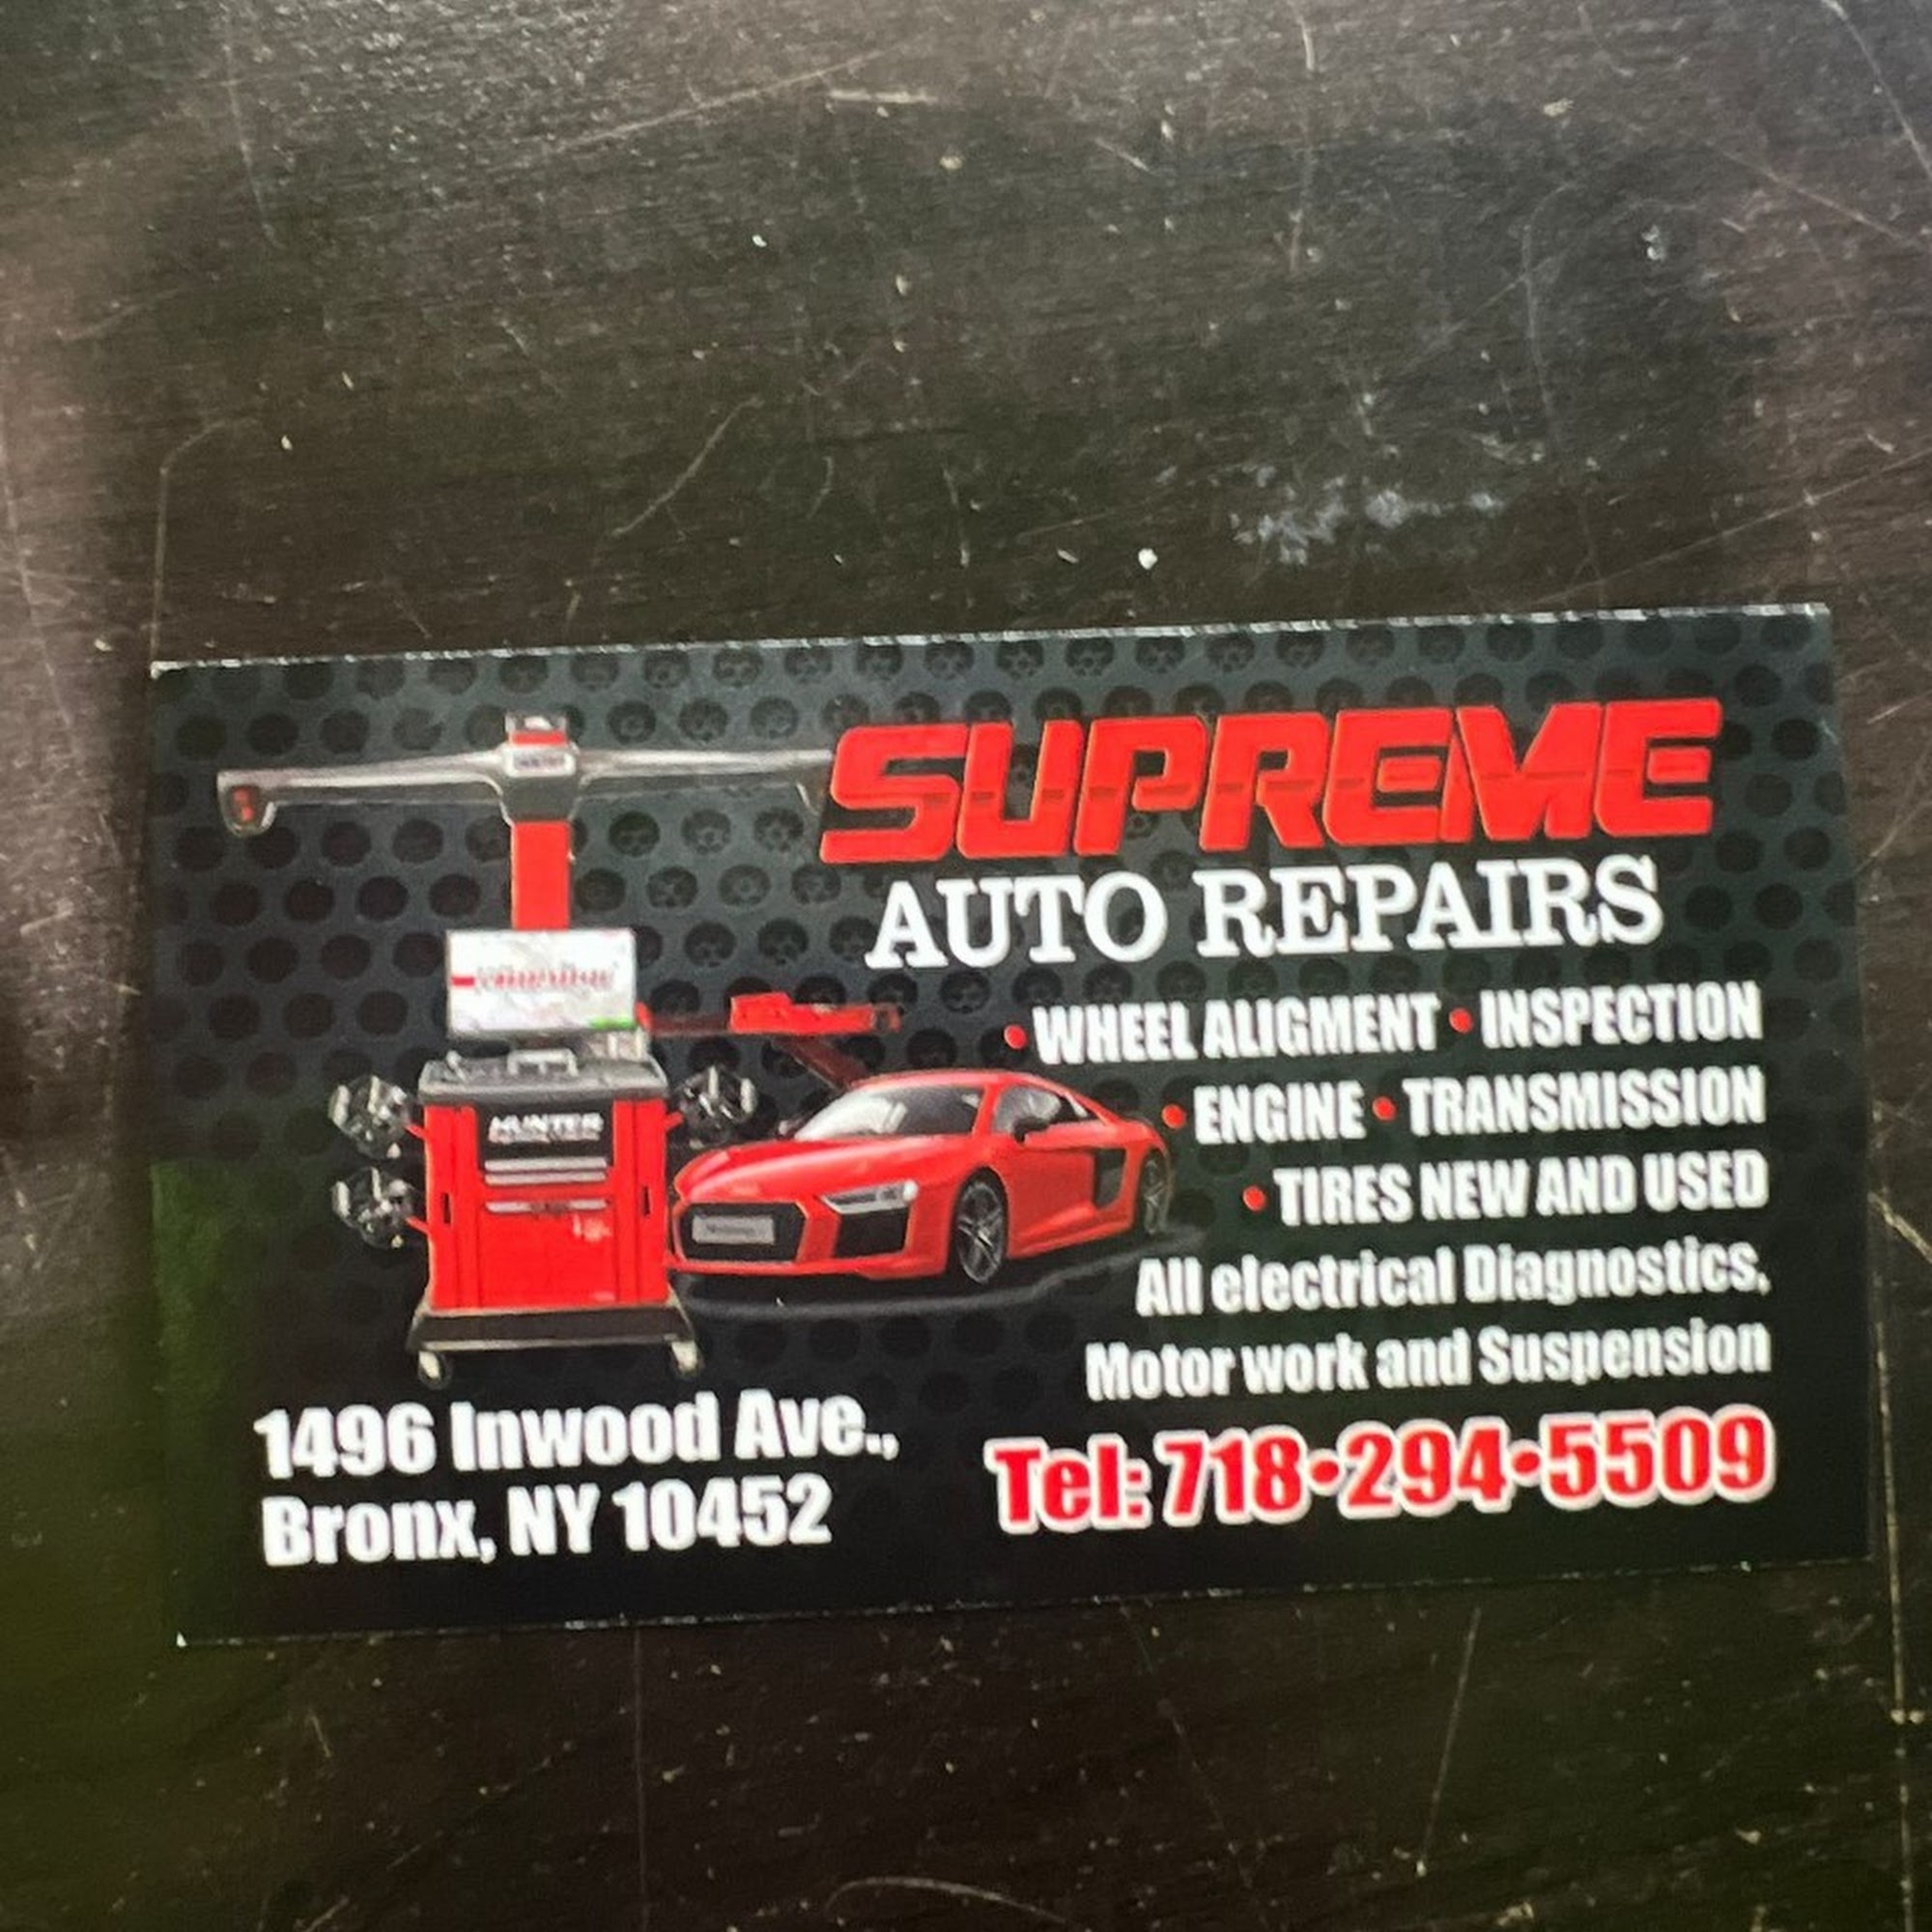 SUPREME
AUTO REPAIRS
• WHEEL ALIGMENT • INSPECTION
• ENGINE • TRANSMISSION
• TIRES NEW AND USED
All electrical Diagnostics,
Motor work and Suspension
Tel: 718•294•5509
1496 Inwood Ave.,
Bronx, NY 10452
HUNTER